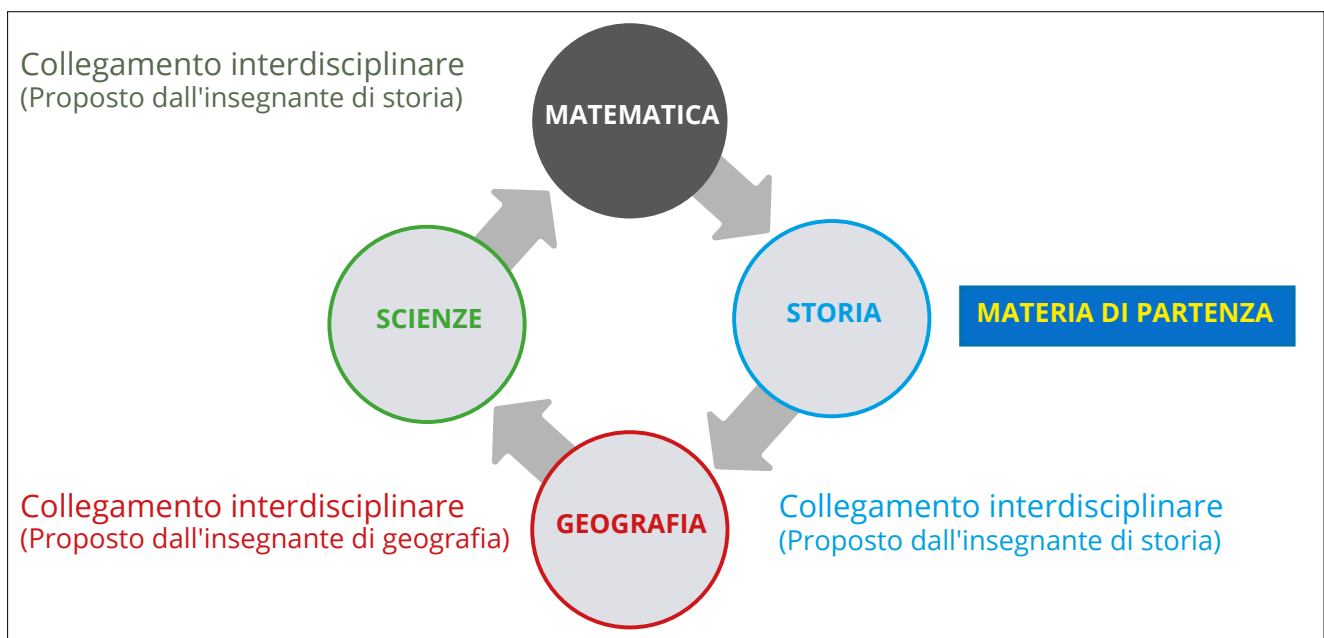 Collegamento interdisciplinare
(Proposto dall'insegnante di storia)
MATEMATICA
SCIENZE
STORIA
MATERIA DI PARTENZA
Collegamento interdisciplinare
(Proposto dall'insegnante di geografia)
GEOGRAFIA
Collegamento interdisciplinare
(Proposto dall'insegnante di storia)